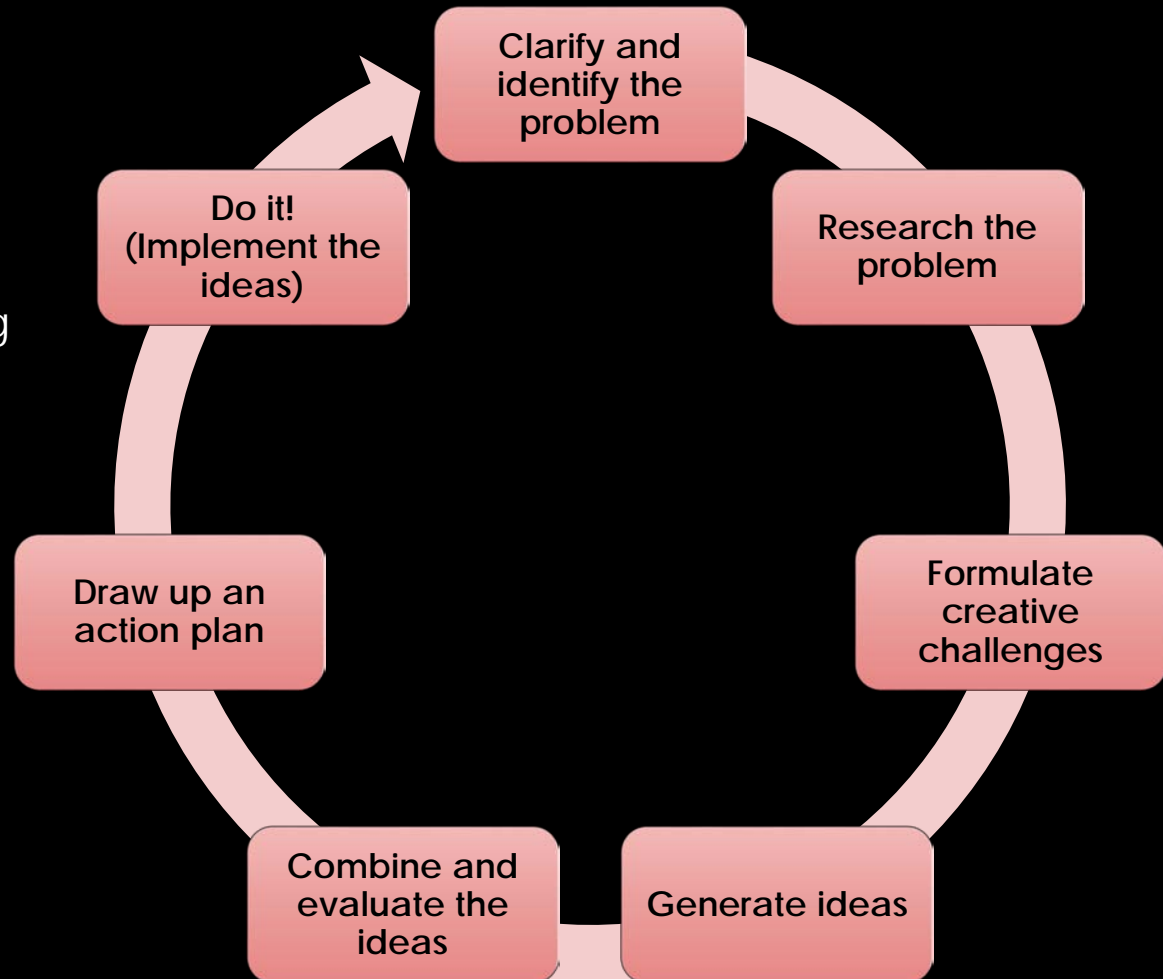 Clarify and
identify the
problem
Research the
problem
Formulate
creative
challenges
Generate ideas
Combine and
evaluate the
ideas
Draw up an
action plan
Do it!
(Implement the
ideas)
g